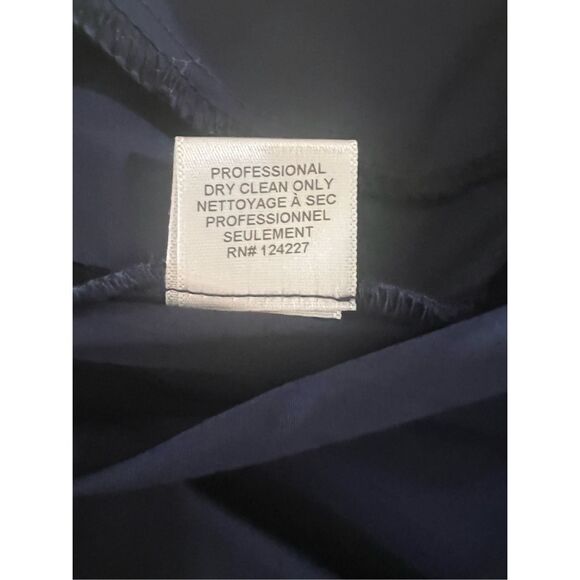 PROFESSIONAL
DRY CLEAN ONLY
NETTOYAGE À SEC
PROFESSIONNEL
SEULEMENT
RN# 124227